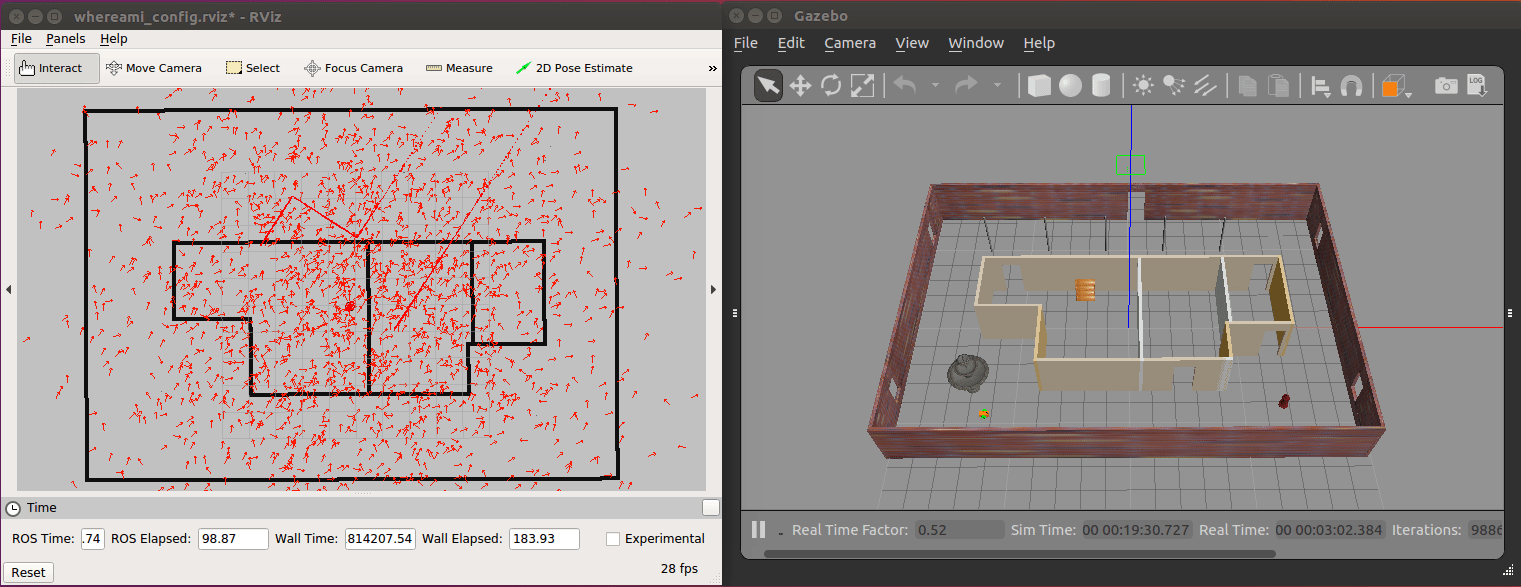 whereami_config.rviz* - RViz
File Panels Help
Interact Move Camera Select Focus Camera Measure 2D Pose Estimate »
Time
ROS Time: .74 ROS Elapsed: 98.87 Wall Time: 814207.54 Wall Elapsed: 183.93 Experimental
Reset 28 fps
Gazebo
File Edit Camera View Window Help
LOG
Real Time Factor: 0.52 Sim Time: 00 00:19:30.727 Real Time: 00 00:03:02.384 Iterations: 9886